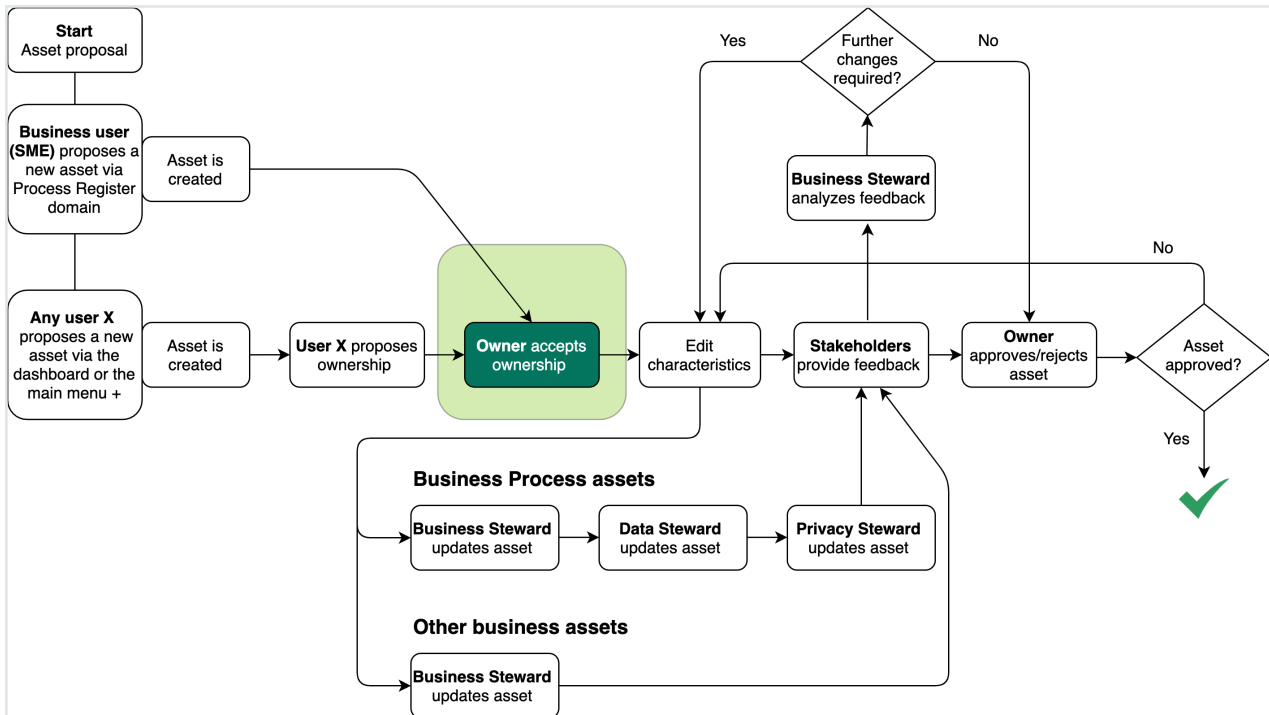 Start
Asset proposal
Business user
(SME) proposes a
new asset via
Process Register
domain
Asset is
created
Any user X
proposes a new
asset via the
dashboard or the
main menu +
Asset is
created
User X proposes
ownership
Owner accepts
ownership
Edit
characteristics
Stakeholders
provide feedback
Business Steward
analyzes feedback
Further
changes
required?
Yes
No
Owner
approves/rejects
asset
Asset
approved?
No
Yes
Business Process assets
Business Steward
updates asset
Data Steward
updates asset
Privacy Steward
updates asset
Other business assets
Business Steward
updates asset